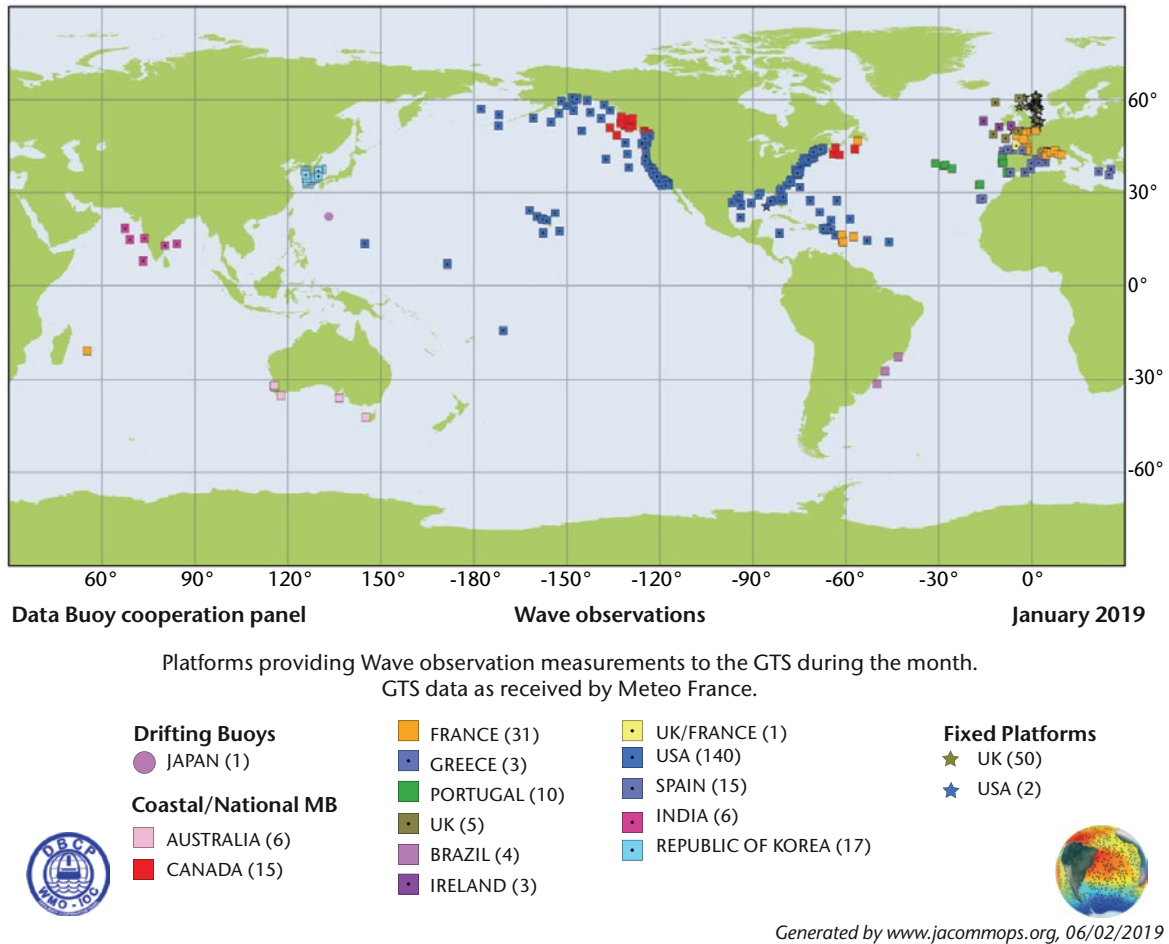 60°
30°
0°
-30°
-60°
60° 90° 120° 150° -180° -150° -120° -90° -60° -30° 0°
Data Buoy cooperation panel Wave observations January 2019
Platforms providing Wave observation measurements to the GTS during the month.
GTS data as received by Meteo France.
Drifting Buoys
JAPAN (1)
Coastal/National MB
AUSTRALIA (6)
CANADA (15)
FRANCE (31)
GREECE (3)
PORTUGAL (10)
UK (5)
BRAZIL (4)
IRELAND (3)
UK/FRANCE (1)
USA (140)
SPAIN (15)
INDIA (6)
REPUBLIC OF KOREA (17)
Fixed Platforms
UK (50)
USA (2)
DBCP
WMO - IOC
Generated by www.jacommops.org, 06/02/2019